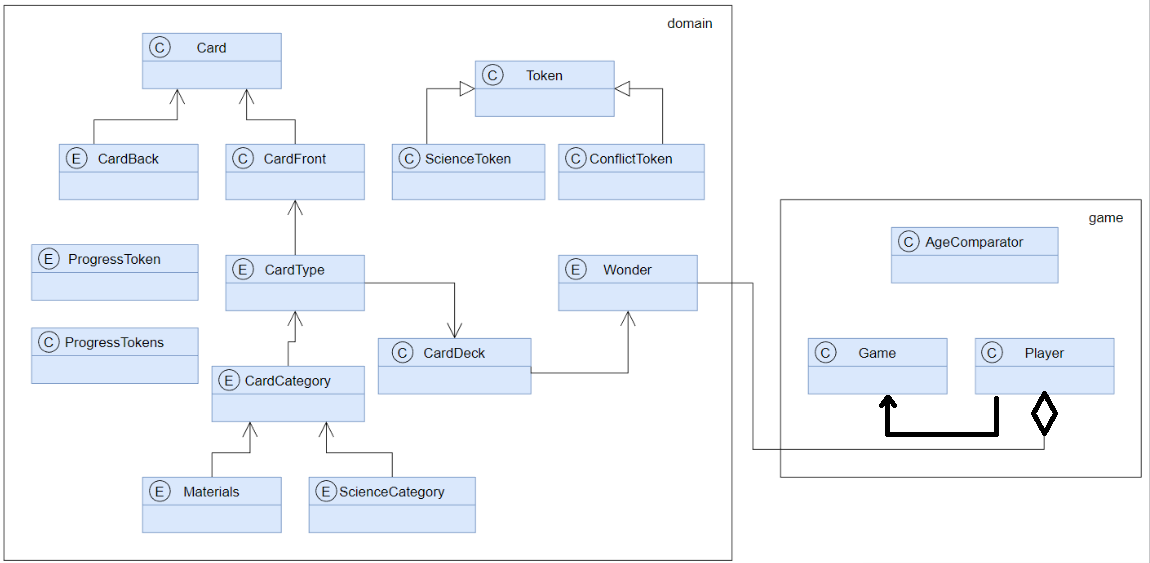 domain
C Card
C Token
E CardBack
C CardFront
C ScienceToken
C ConflictToken
game
C AgeComparator
E ProgressToken
E CardType
E Wonder
C ProgressTokens
C CardDeck
C Game
C Player
E CardCategory
E Materials
E ScienceCategory